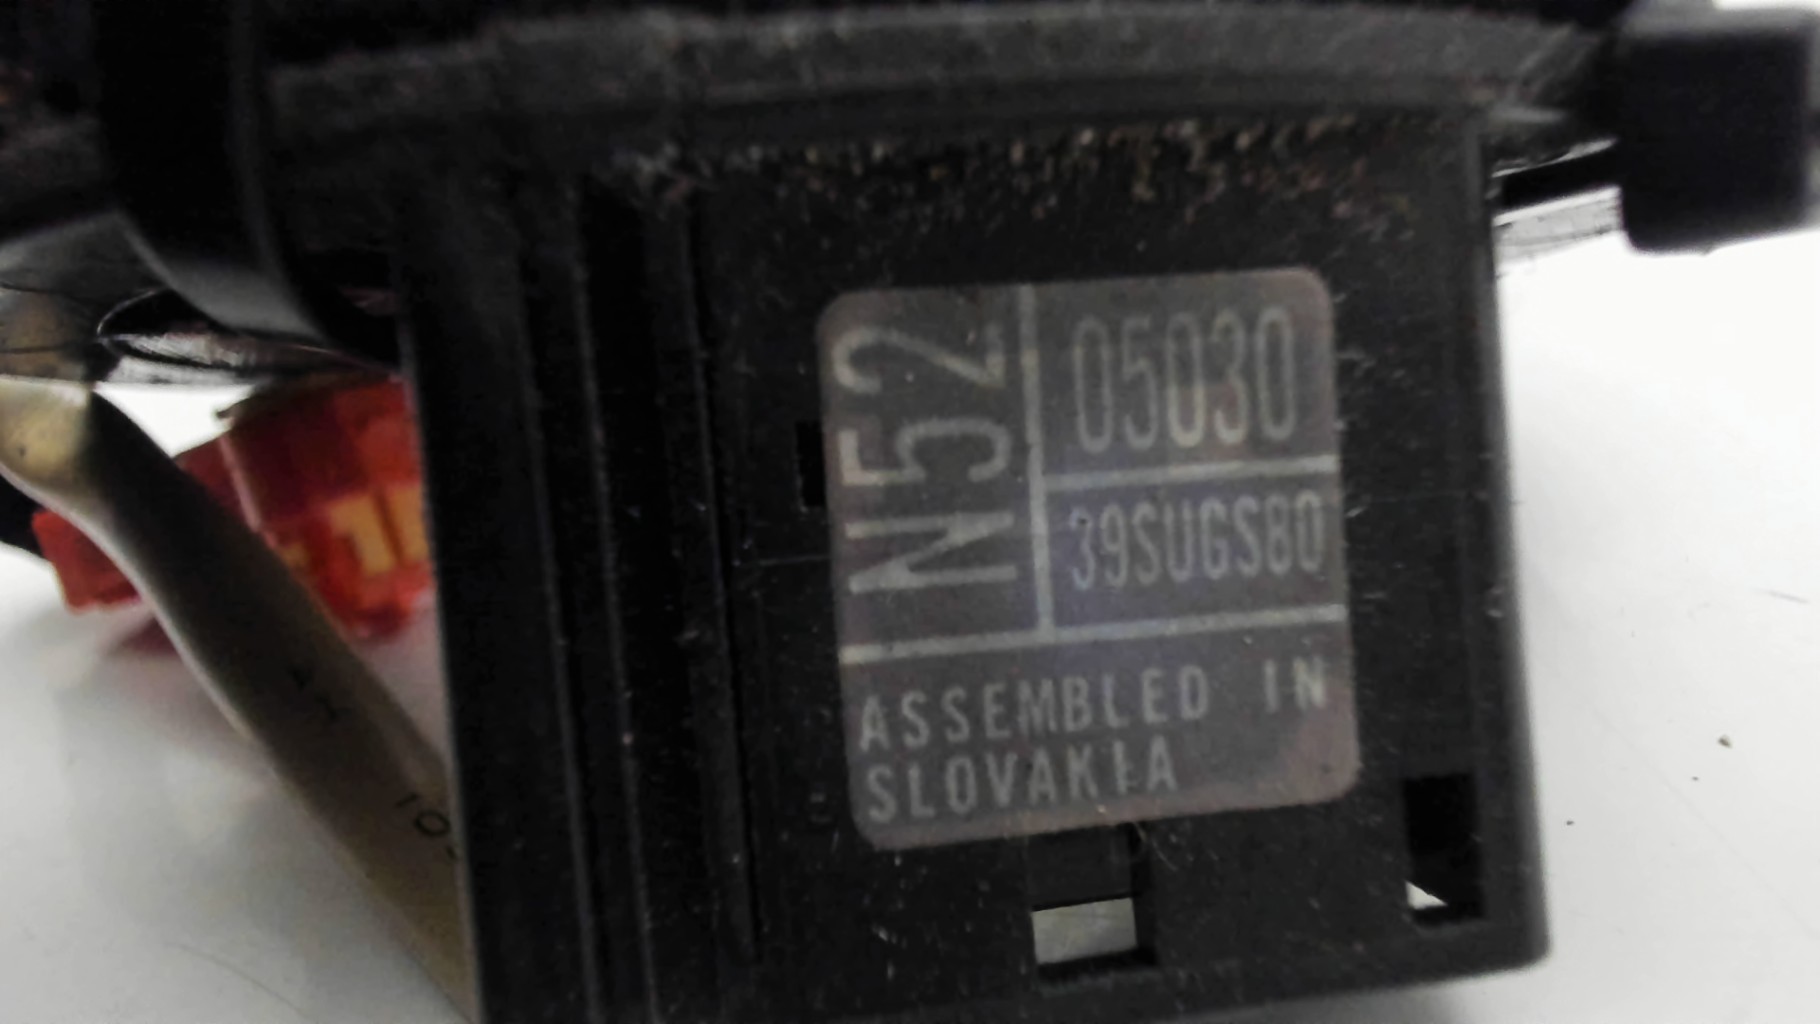 N52
05030
39SUGS80
ASSEMBLED IN
SLOVAKIA